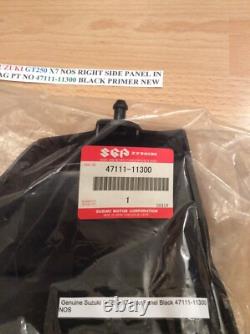 SUZUKI GT250 X7 NOS RIGHT SIDE PANEL IN
AG PT NO 47111-11300 BLACK PRIMER NEW
SGP
47111-11300
1
SUZUKI MOTOR CORPORATION
Genuine Suzuki Panel Black 47111-11300
NOS